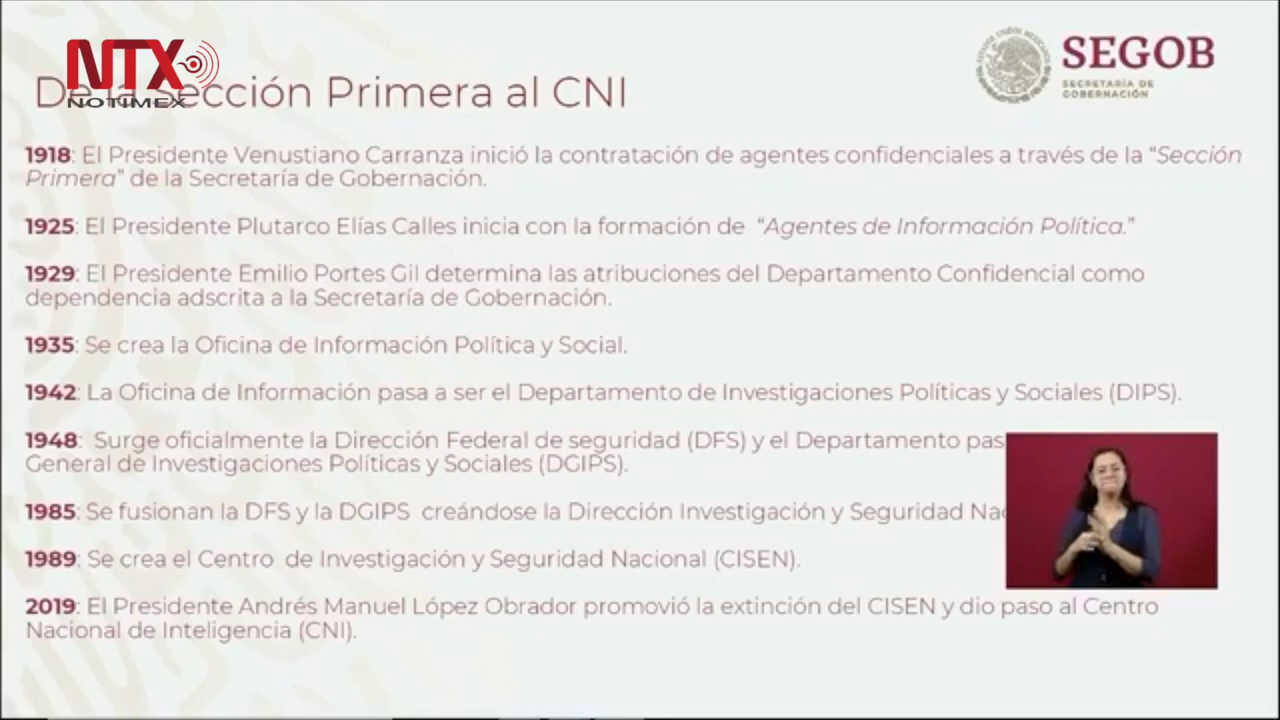 NTX
NOTIMEX
De la Sección Primera al CNI
SEGOB
SECRETARÍA DE
GOBERNACIÓN
1918: El Presidente Venustiano Carranza inició la contratación de agentes confidenciales a través de la “Sección
Primera” de la Secretaría de Gobernación.
1925: El Presidente Plutarco Elías Calles inicia con la formación de “Agentes de Información Política.”
1929: El Presidente Emilio Portes Gil determina las atribuciones del Departamento Confidencial como
dependencia adscrita a la Secretaría de Gobernación.
1935: Se crea la Oficina de Información Política y Social.
1942: La Oficina de Información pasa a ser el Departamento de Investigaciones Políticas y Sociales (DIPS).
1948: Surge oficialmente la Dirección Federal de seguridad (DFS) y el Departamento
General de Investigaciones Políticas y Sociales (DGIPS).
1985: Se fusionan la DFS y la DGIPS creándose la Dirección Investigación y Seguridad
1989: Se crea el Centro de Investigación y Seguridad Nacional (CISEN).
2019: El Presidente Andrés Manuel López Obrador promovió la extinción del CISEN y dio paso al Centro
Nacional de Inteligencia (CNI).